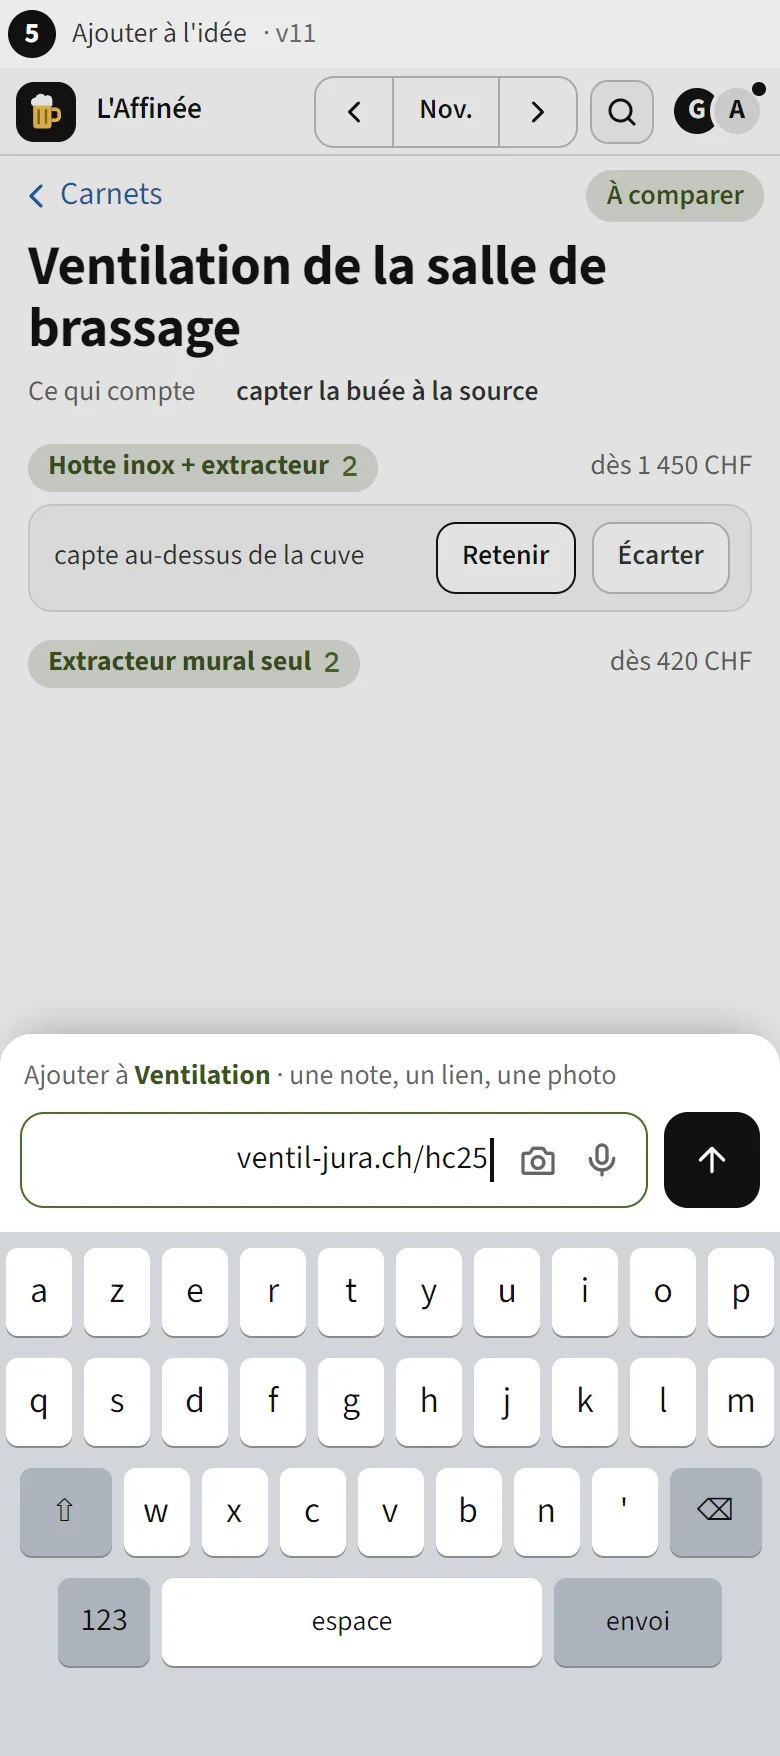 5 Ajouter à l'idée · v11
L'Affinée Nov. G A
Carnets À comparer
Ventilation de la salle de
brassage
Ce qui compte capter la buée à la source
Hotte inox + extracteur 2 dès 1 450 CHF
capte au-dessus de la cuve Retenir Écarter
Extracteur mural seul 2 dès 420 CHF
Ajouter à Ventilation · une note, un lien, une photo
ventil-jura.ch/hc25
a z e r t y u i o p
q s d f g h j k l m
⇧ w x c v b n ' ⌫
123 espace envoi